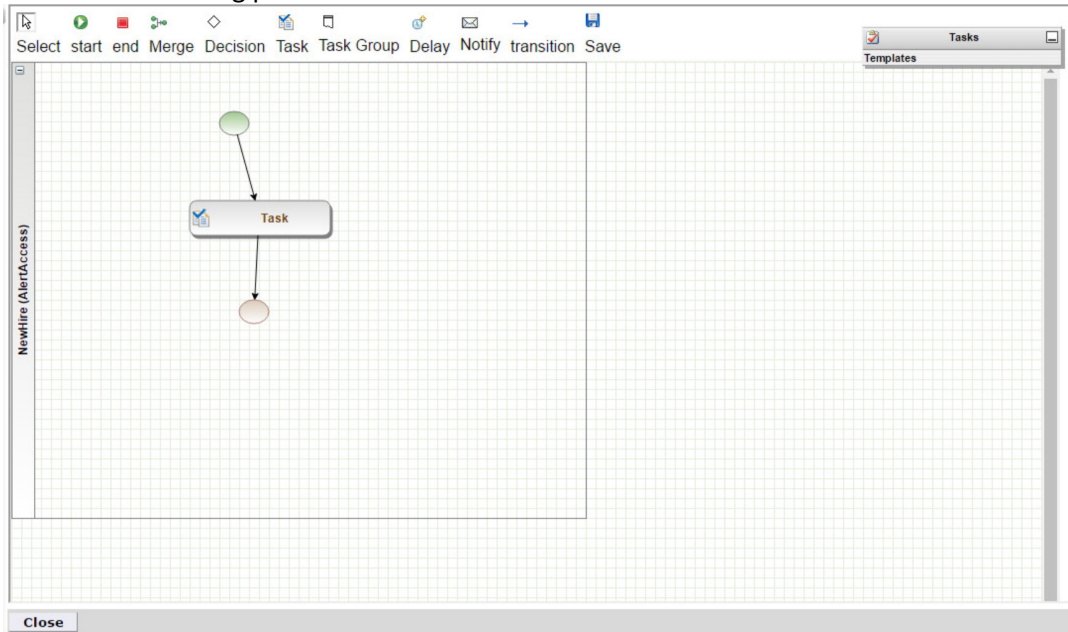 Select start end Merge Decision Task Task Group Delay Notify transition Save
Tasks
Templates
NewHire (AlertAccess)
Task
Close